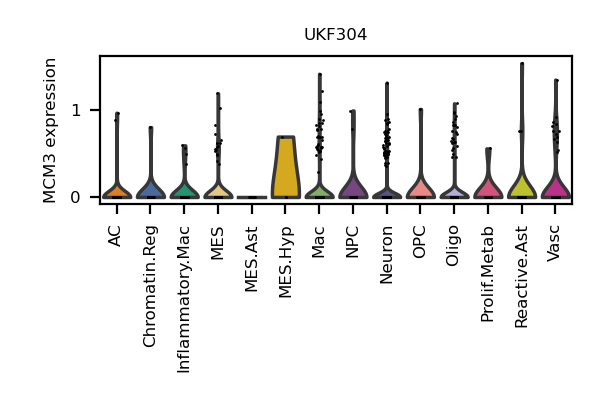 UKF304
MCM3 expression
1
0
AC
Chromatin.Reg
Inflammatory.Mac
MES
MES.Ast
MES.Hyp
Mac
NPC
Neuron
OPC
Oligo
Prolif.Metab
Reactive.Ast
Vasc